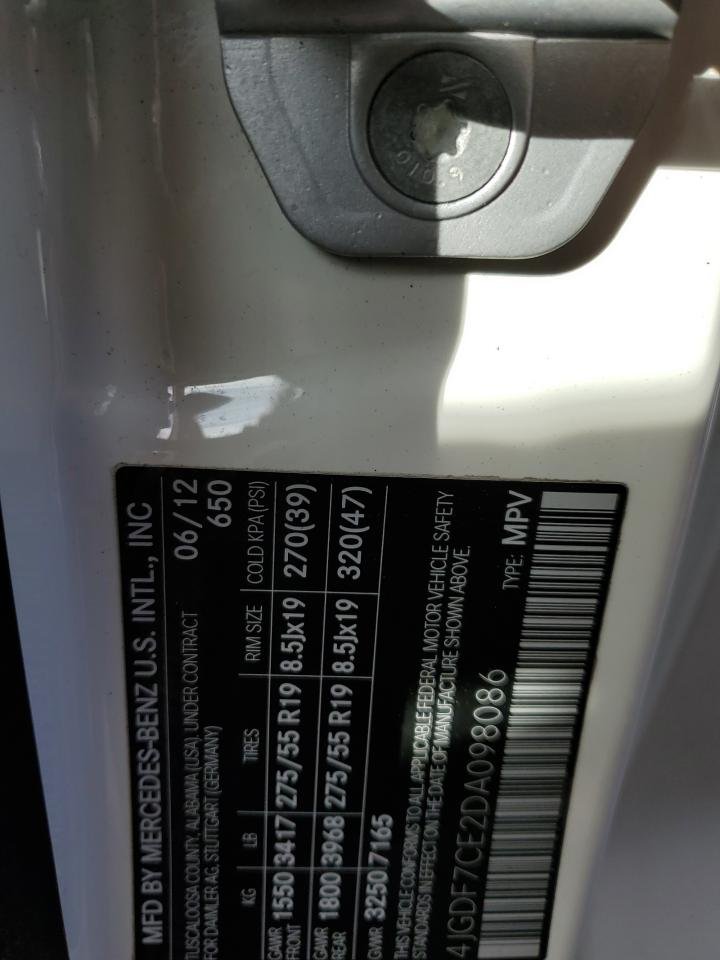 MFD BY MERCEDES-BENZ U.S. INTL., INC
TUSCALOOSA COUNTY, ALABAMA (USA), UNDER CONTRACT 06/12
FOR DAIMLER AG, STUTTGART (GERMANY) 650
KG LB TIRES RIM SIZE COLD KPA (PSI)
GAWR FRONT 1550 3417 275/55 R19 8.5Jx19 270(39)
GAWR REAR 1800 3968 275/55 R19 8.5Jx19 320(47)
GVWR 3250 7165
THIS VEHICLE CONFORMS TO ALL APPLICABLE FEDERAL MOTOR VEHICLE SAFETY
STANDARDS IN EFFECT ON THE DATE OF MANUFACTURE SHOWN ABOVE.
4JGDF7CE2DA098086 TYPE: MPV